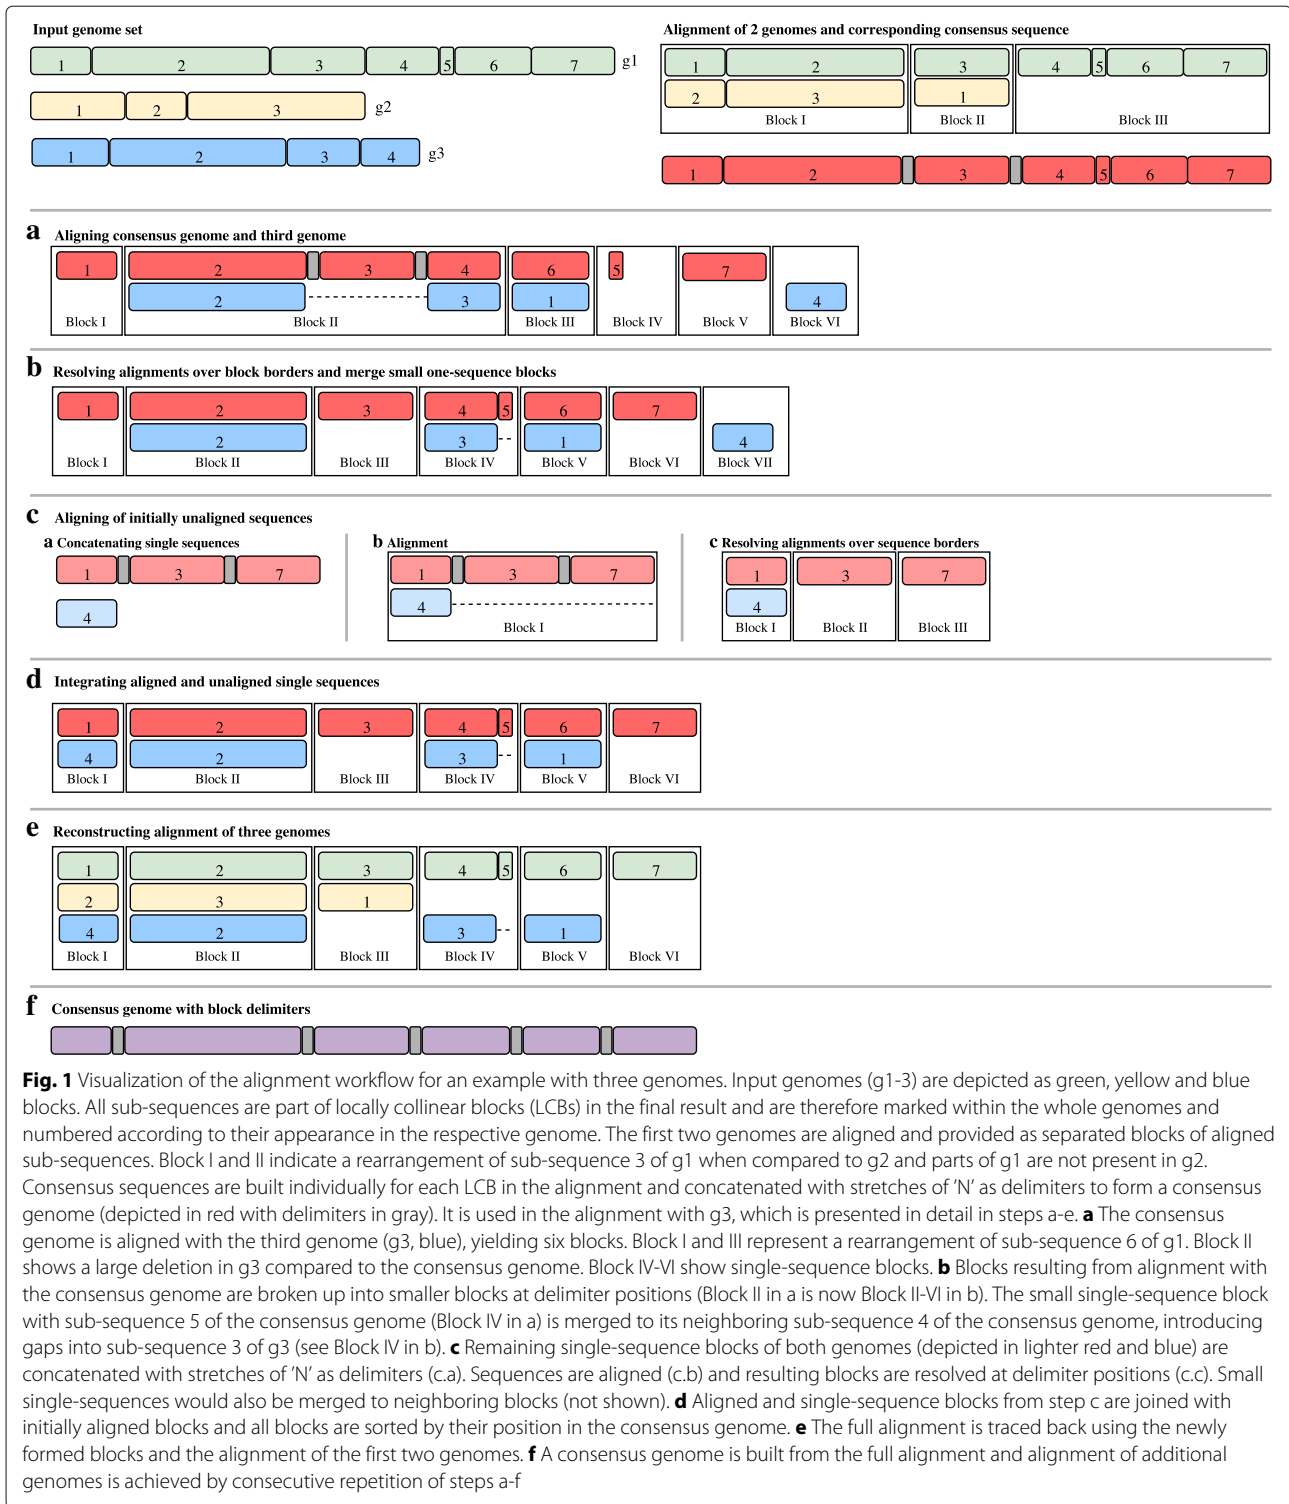 Input genome set
1 2 3 4 5 6 7 g1
1 2 3 g2
1 2 3 4 g3
Alignment of 2 genomes and corresponding consensus sequence
1 2 3 4 5 6 7
2 3 1
Block I Block II Block III
1 2 3 4 5 6 7
a Aligning consensus genome and third genome
1 2 3 4 6 5 7
2 3 1 4
Block I Block II Block III Block IV Block V Block VI
b Resolving alignments over block borders and merge small one-sequence blocks
1 2 3 4 5 6 7
2 3 1 4
Block I Block II Block III Block IV Block V Block VI Block VII
c Aligning of initially unaligned sequences
a Concatenating single sequences
1 3 7
4
b Alignment
1 3 7
4
Block I
c Resolving alignments over sequence borders
1 3 7
4
Block I Block II Block III
d Integrating aligned and unaligned single sequences
1 2 3 4 5 6 7
4 2 3 1
Block I Block II Block III Block IV Block V Block VI
e Reconstructing alignment of three genomes
1 2 3 4 5 6 7
2 3 1
4 2 3 1
Block I Block II Block III Block IV Block V Block VI
f Consensus genome with block delimiters
Fig. 1 Visualization of the alignment workflow for an example with three genomes. Input genomes (g1-3) are depicted as green, yellow and blue
blocks. All sub-sequences are part of locally collinear blocks (LCBs) in the final result and are therefore marked within the whole genomes and
numbered according to their appearance in the respective genome. The first two genomes are aligned and provided as separated blocks of aligned
sub-sequences. Block I and II indicate a rearrangement of sub-sequence 3 of g1 when compared to g2 and parts of g1 are not present in g2.
Consensus sequences are built individually for each LCB in the alignment and concatenated with stretches of ’N’ as delimiters to form a consensus
genome (depicted in red with delimiters in gray). It is used in the alignment with g3, which is presented in detail in steps a-e. a The consensus
genome is aligned with the third genome (g3, blue), yielding six blocks. Block I and III represent a rearrangement of sub-sequence 6 of g1. Block II
shows a large deletion in g3 compared to the consensus genome. Block IV-VI show single-sequence blocks. b Blocks resulting from alignment with
the consensus genome are broken up into smaller blocks at delimiter positions (Block II in a is now Block II-VI in b). The small single-sequence block
with sub-sequence 5 of the consensus genome (Block IV in a) is merged to its neighboring sub-sequence 4 of the consensus genome, introducing
gaps into sub-sequence 3 of g3 (see Block IV in b). c Remaining single-sequence blocks of both genomes (depicted in lighter red and blue) are
concatenated with stretches of ’N’ as delimiters (c.a). Sequences are aligned (c.b) and resulting blocks are resolved at delimiter positions (c.c). Small
single-sequences would also be merged to neighboring blocks (not shown). d Aligned and single-sequence blocks from step c are joined with
initially aligned blocks and all blocks are sorted by their position in the consensus genome. e The full alignment is traced back using the newly
formed blocks and the alignment of the first two genomes. f A consensus genome is built from the full alignment and alignment of additional
genomes is achieved by consecutive repetition of steps a-f